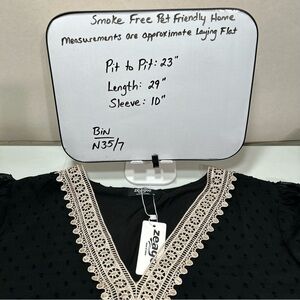 Smoke Free Pet Friendly Home
Measurements are approximate Laying Flat
Pit to Pit: 23"
Length: 29"
Sleeve: 10"
BiN
N35/7